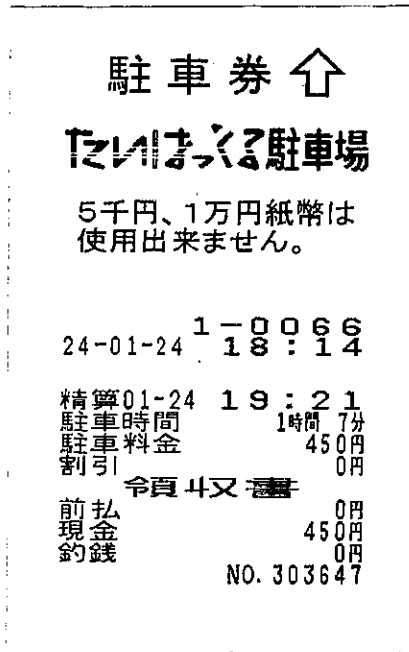 駐車券⇧
たいはっくる駐車場
5千円、1万円紙幣は
使用出来ません。
1-0066
24-01-24 18:14
精算01-24 19:21
駐車時間 1時間 7分
駐車料金 450円
割引 0円
領収書
前払 0円
現金 450円
釣銭 0円
NO.303647